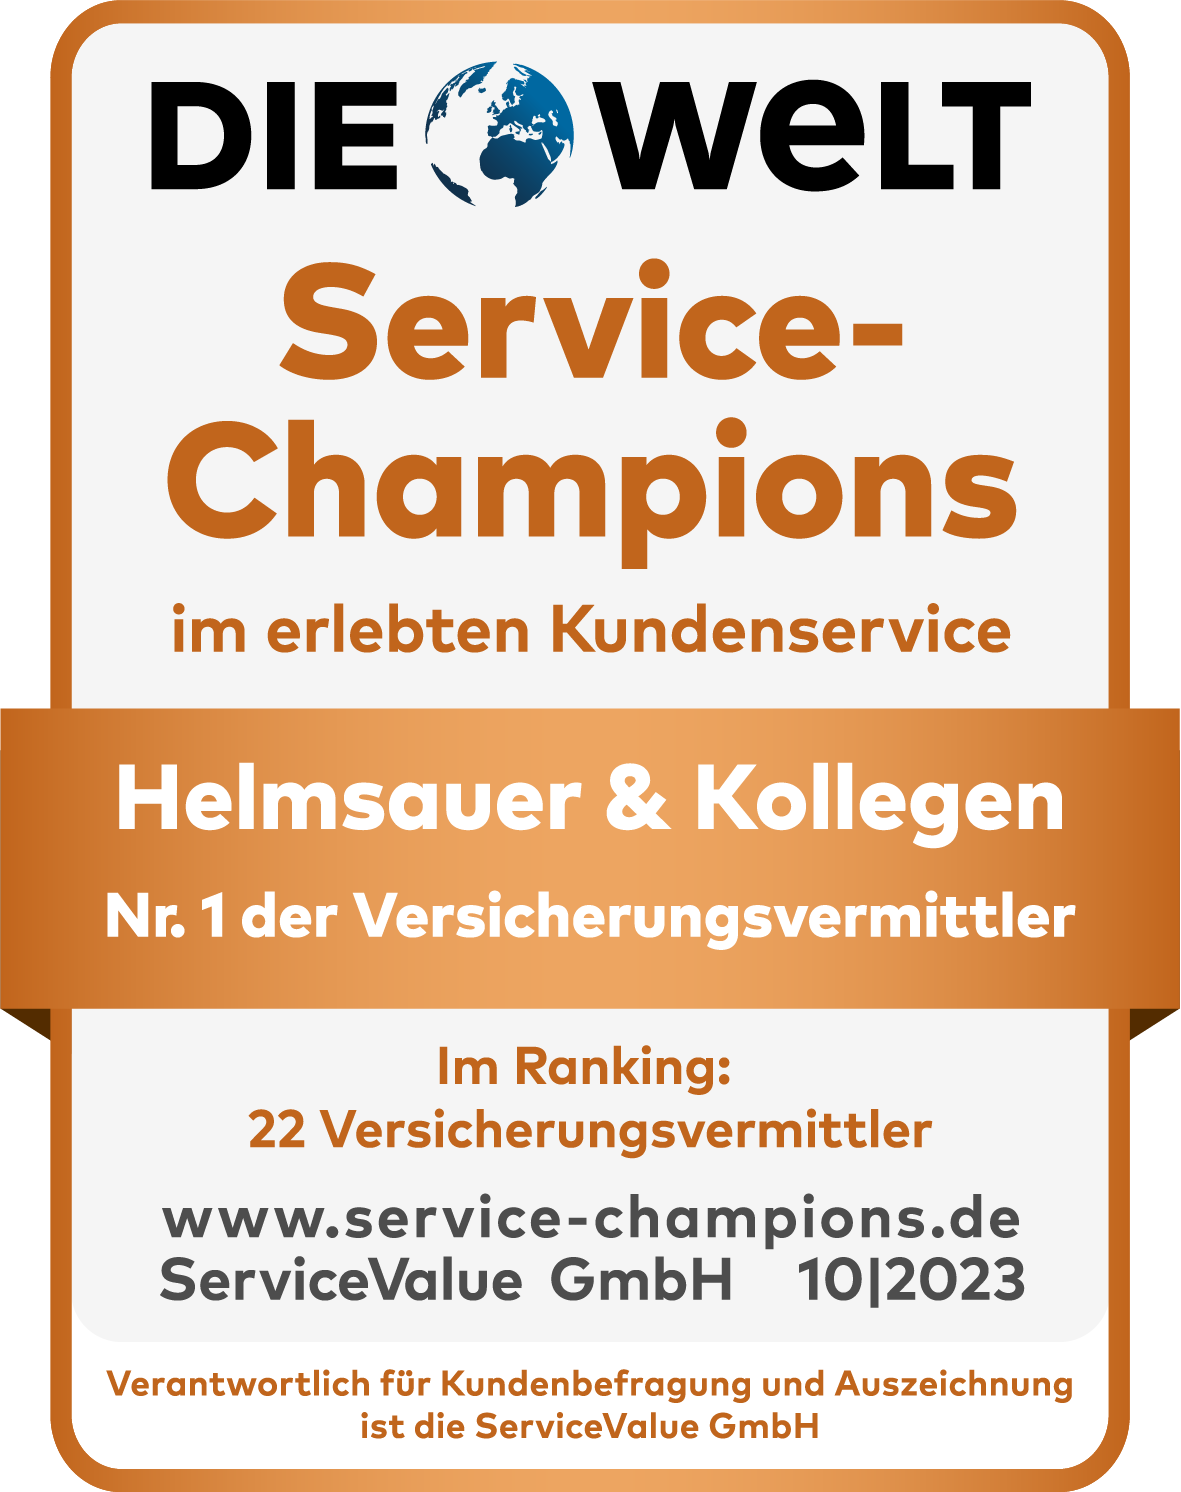 DIE WELT
Service-
Champions
im erlebten Kundenservice
Helmsauer & Kollegen
Nr. 1 der Versicherungsvermittler
Im Ranking:
22 Versicherungsvermittler
www.service-champions.de
ServiceValue GmbH 10|2023
Verantwortlich für Kundenbefragung und Auszeichnung
ist die ServiceValue GmbH